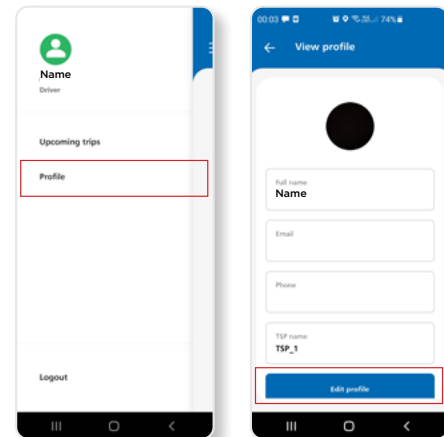 Name
Driver
Upcoming trips
Profile
Logout
00:03 74%
View profile
Full name
Name
Email
Phone
TSP name
TSP_1
Edit profile